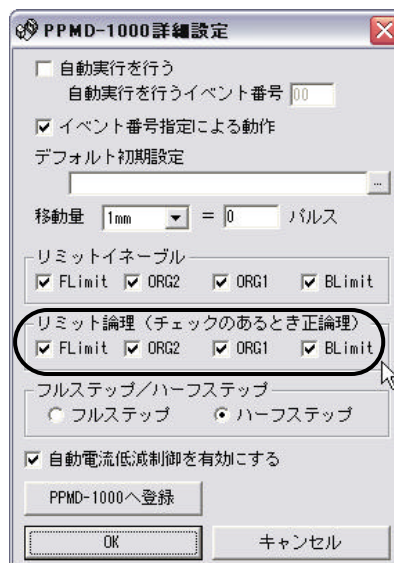 PPMD-1000詳細設定
自動実行を行う
自動実行を行うイベント番号 00
イベント番号指定による動作
デフォルト初期設定
...
移動量 1mm = 0 パルス
リミットイネーブル
FLimit ORG2 ORG1 BLimit
リミット論理（チェックのあるとき正論理）
FLimit ORG2 ORG1 BLimit
フルステップ／ハーフステップ
フルステップ ハーフステップ
自動電流低減制御を有効にする
PPMD-1000へ登録
OK キャンセル